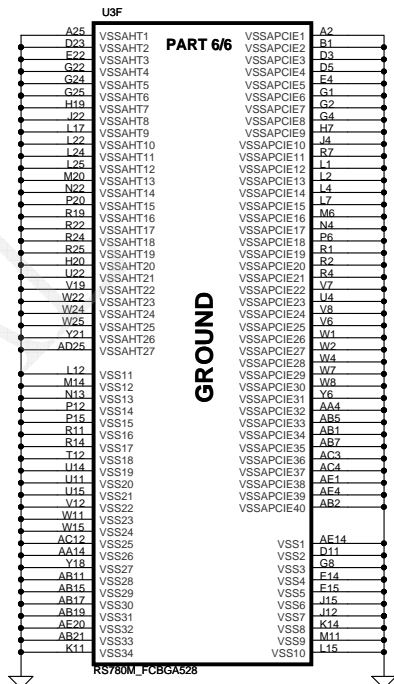 U3F
PART 6/6
A25 VSSAHT1 VSSAPCIE1 A2
D23 VSSAHT2 VSSAPCIE2 B1
E22 VSSAHT3 VSSAPCIE3 D3
G22 VSSAHT4 VSSAPCIE4 D5
G24 VSSAHT5 VSSAPCIE5 E4
G25 VSSAHT6 VSSAPCIE6 G1
H19 VSSAHT7 VSSAPCIE7 G2
J22 VSSAHT8 VSSAPCIE8 G4
L17 VSSAHT9 VSSAPCIE9 H7
L22 VSSAHT10 VSSAPCIE10 J4
L24 VSSAHT11 VSSAPCIE11 R7
L25 VSSAHT12 VSSAPCIE12 L1
M20 VSSAHT13 VSSAPCIE13 L2
N22 VSSAHT14 VSSAPCIE14 L4
P20 VSSAHT15 VSSAPCIE15 L7
R19 VSSAHT16 VSSAPCIE16 M6
R22 VSSAHT17 VSSAPCIE17 N4
R24 VSSAHT18 VSSAPCIE18 P6
R25 VSSAHT19 VSSAPCIE19 R1
H20 VSSAHT20 VSSAPCIE20 R2
U22 VSSAHT21 VSSAPCIE21 R4
V19 VSSAHT22 VSSAPCIE22 V7
W22 VSSAHT23 VSSAPCIE23 U4
W24 VSSAHT24 VSSAPCIE24 V8
W25 VSSAHT25 VSSAPCIE25 V6
Y21 VSSAHT26 VSSAPCIE26 W1
AD25 VSSAHT27 VSSAPCIE27 W2
VSSAPCIE28 W4
L12 VSS11 VSSAPCIE29 W7
M14 VSS12 VSSAPCIE30 W8
N13 VSS13 VSSAPCIE31 Y6
P12 VSS14 VSSAPCIE32 AA4
P15 VSS15 VSSAPCIE33 AB5
R11 VSS16 VSSAPCIE34 AB1
R14 VSS17 VSSAPCIE35 AB7
T12 VSS18 VSSAPCIE36 AC3
U14 VSS19 VSSAPCIE37 AC4
U11 VSS20 VSSAPCIE38 AE1
U15 VSS21 VSSAPCIE39 AE4
V12 VSS22 VSSAPCIE40 AB2
W11 VSS23
W15 VSS24
AC12 VSS25 VSS1 AE14
AA14 VSS26 VSS2 D11
Y18 VSS27 VSS3 G8
AB11 VSS28 VSS4 E14
AB15 VSS29 VSS5 E15
AB17 VSS30 VSS6 J15
AB19 VSS31 VSS7 J12
AE20 VSS32 VSS8 K14
AB21 VSS33 VSS9 M11
K11 VSS34 VSS10 L15
GROUND
RS780M_FCBGA528